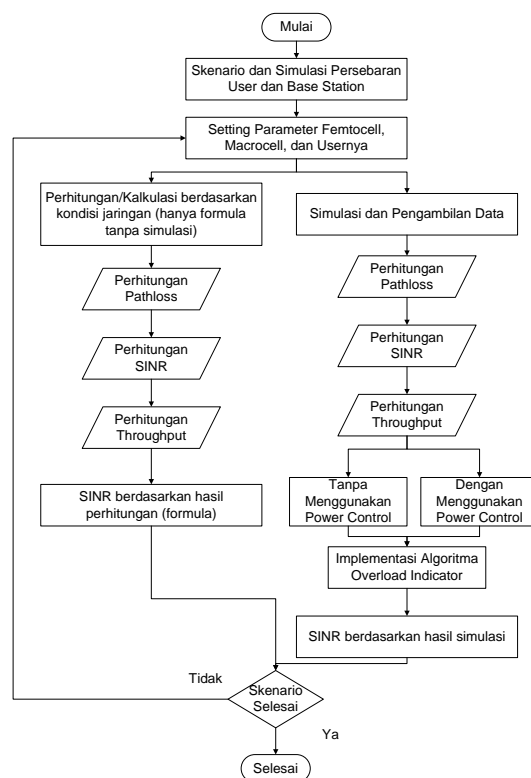 Mulai
Skenario dan Simulasi Persebaran
User dan Base Station
Setting Parameter Femtocell,
Macrocell, dan Usernya
Perhitungan/Kalkulasi berdasarkan
kondisi jaringan (hanya formula
tanpa simulasi)
Perhitungan
Pathloss
Perhitungan
SINR
Perhitungan
Throughput
SINR berdasarkan hasil
perhitungan (formula)
Simulasi dan Pengambilan Data
Perhitungan
Pathloss
Perhitungan
SINR
Perhitungan
Throughput
Tanpa
Menggunakan
Power Control
Dengan
Menggunakan
Power Control
Implementasi Algoritma
Overload Indicator
SINR berdasarkan hasil simulasi
Tidak
Skenario
Selesai
Ya
Selesai